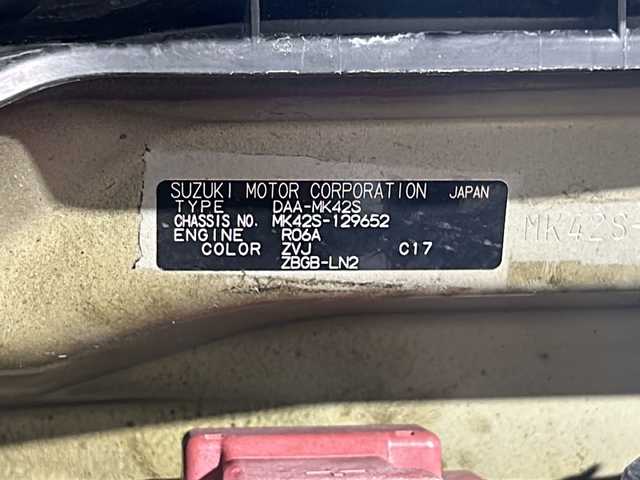 SUZUKI MOTOR CORPORATION JAPAN
TYPE DAA-MK42S
CHASSIS NO. MK42S-129652
ENGINE R06A
COLOR ZVJ C17
ZBGB-LN2
MK42S-